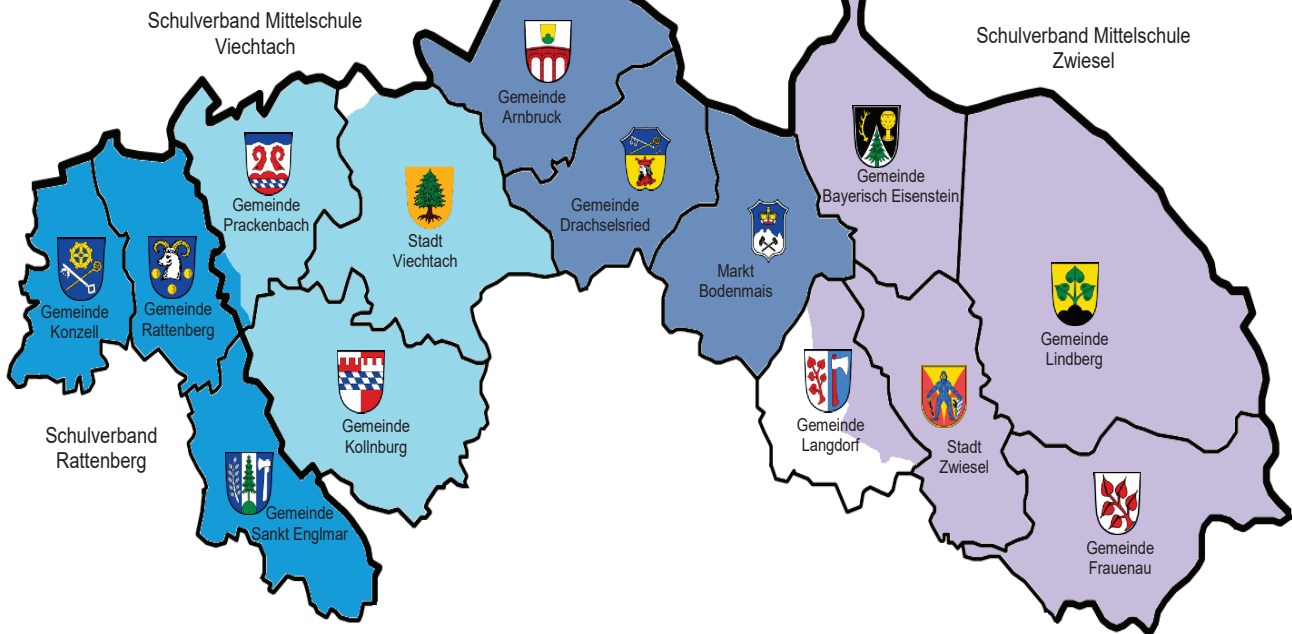 Schulverband Mittelschule
Viechtach
Schulverband Mittelschule
Zwiesel
Gemeinde
Arnbruck
Gemeinde
Bayerisch Eisenstein
Gemeinde
Prackenbach
Gemeinde
Drachselsried
Stadt
Viechtach
Markt
Bodenmais
Gemeinde
Konzell
Gemeinde
Rattenberg
Gemeinde
Lindberg
Gemeinde
Kollnburg
Gemeinde
Langdorf
Schulverband
Rattenberg
Stadt
Zwiesel
Gemeinde
Sankt Englmar
Gemeinde
Frauenau